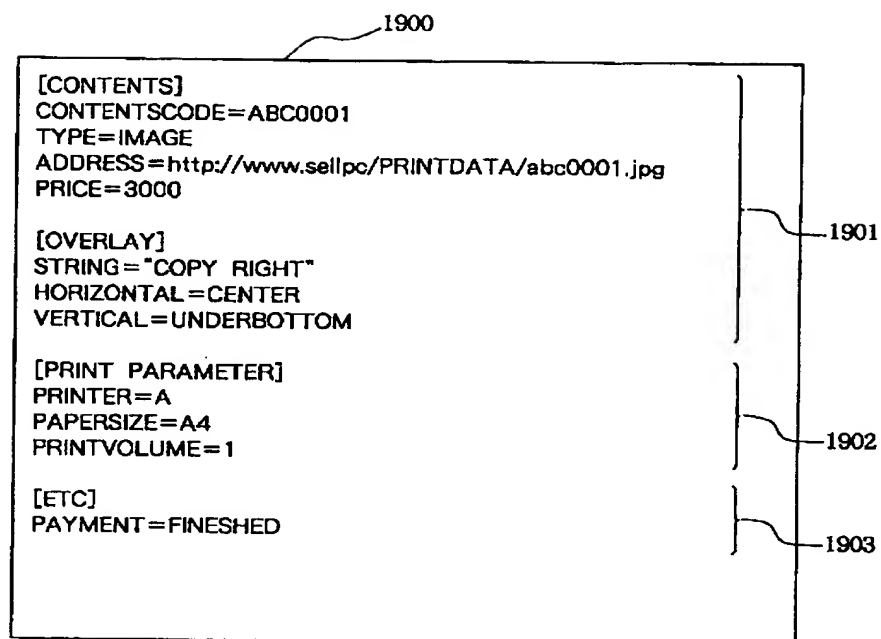 1900
[CONTENTS]
CONTENTSCODE=ABC0001
TYPE=IMAGE
ADDRESS=http://www.sellpc/PRINTDATA/abc0001.jpg
PRICE=3000
1901
[OVERLAY]
STRING="COPY RIGHT"
HORIZONTAL=CENTER
VERTICAL=UNDERBOTTOM
[PRINT PARAMETER]
PRINTER=A
PAPERSIZE=A4
PRINTVOLUME=1
1902
[ETC]
PAYMENT=FINESHED
1903